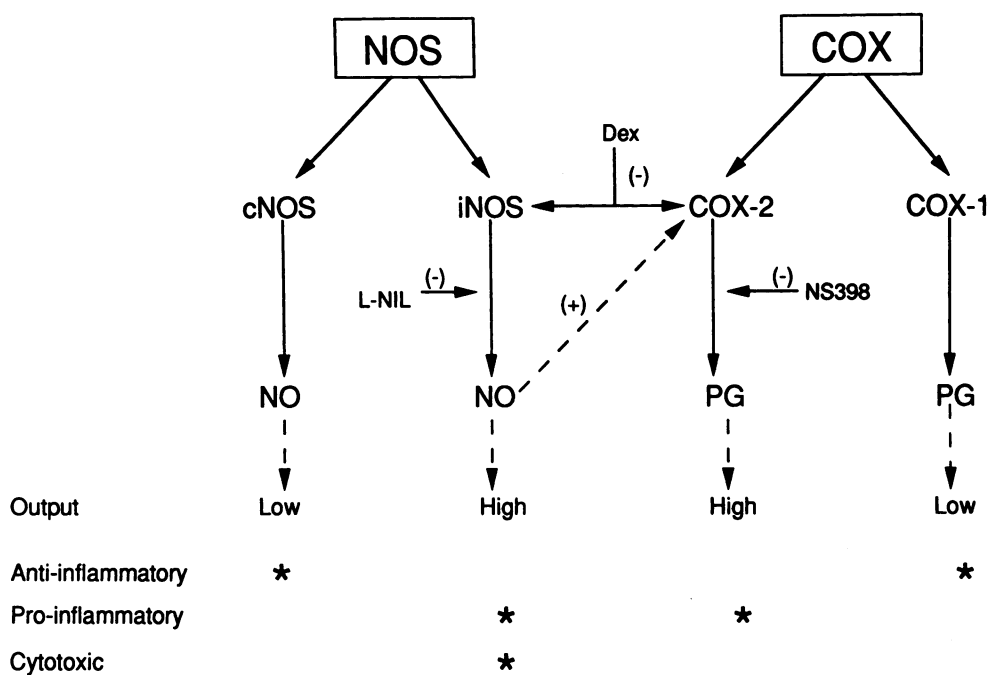 NOS COX
Dex
(-)
cNOS iNOS COX-2 COX-1
L-NIL (-) (-) NS398
(+)
NO NO PG PG
Output Low High High Low
Anti-inflammatory * *
Pro-inflammatory * *
Cytotoxic *